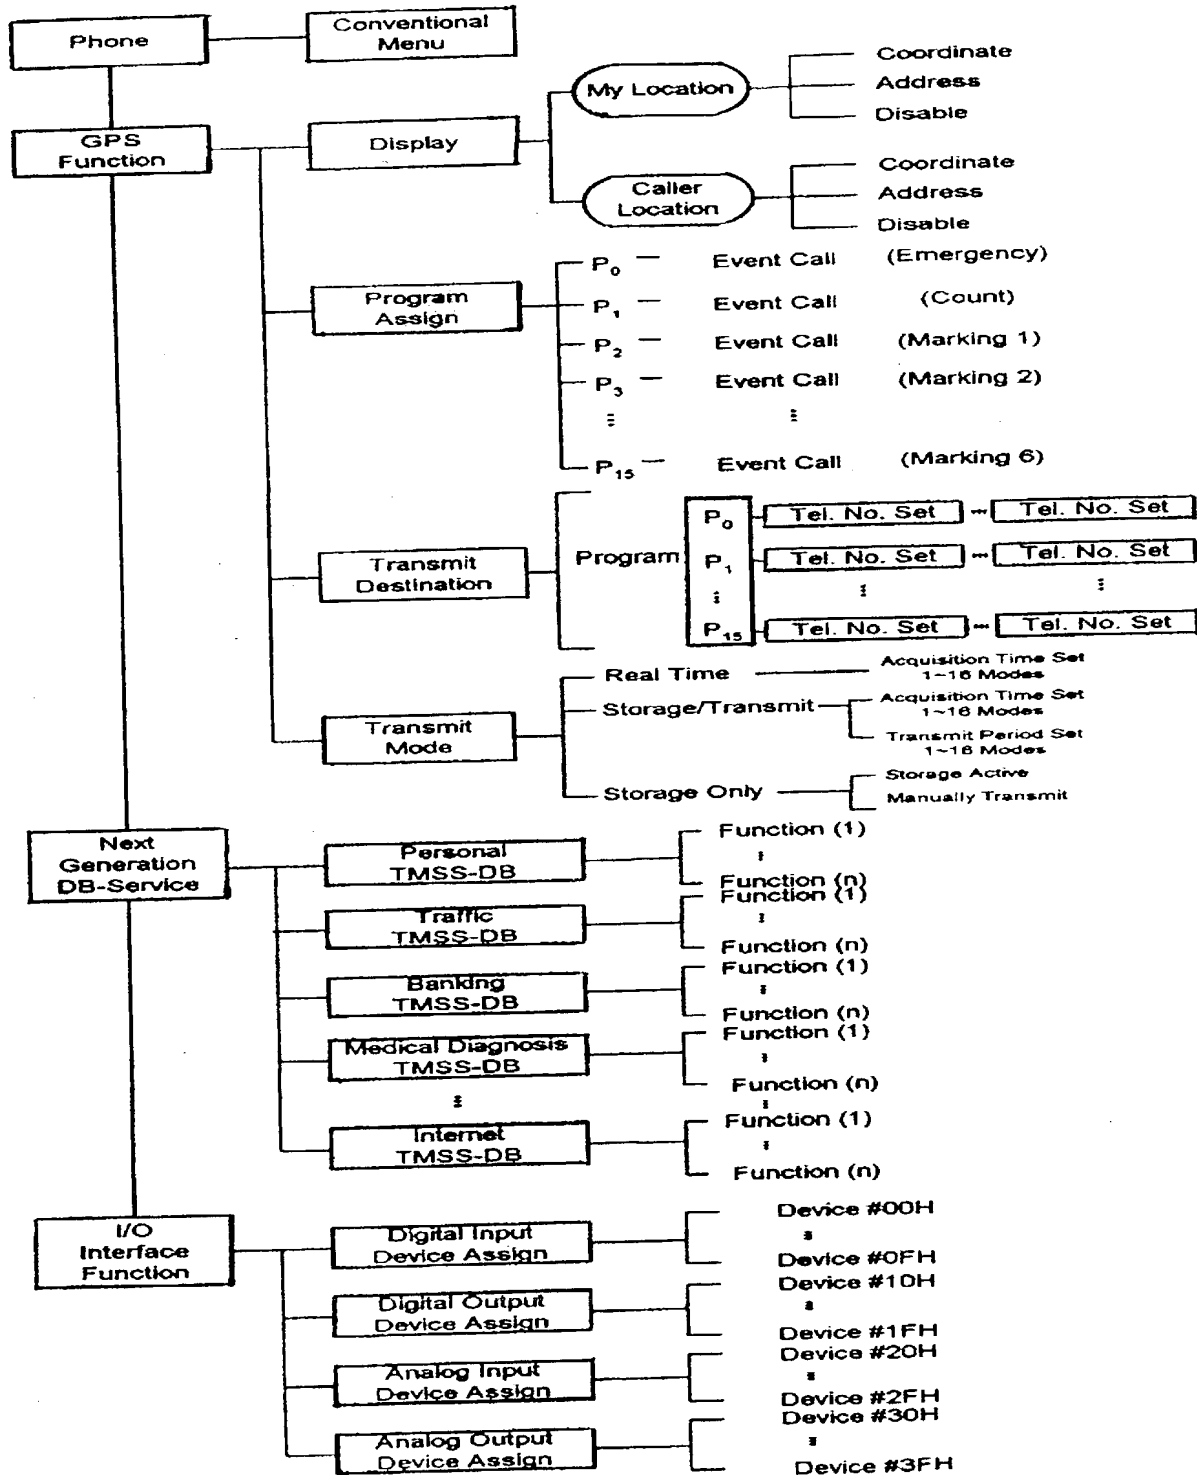 Phone
Conventional
Menu
GPS
Function
Display
My Location
Coordinate
Address
Disable
Caller
Location
Coordinate
Address
Disable
Program
Assign
P0 — Event Call (Emergency)
P1 — Event Call (Count)
P2 — Event Call (Marking 1)
P3 — Event Call (Marking 2)
P15 — Event Call (Marking 6)
Transmit
Destination
Program
P0 Tel. No. Set Tel. No. Set
P1 Tel. No. Set Tel. No. Set
P15 Tel. No. Set Tel. No. Set
Transmit
Mode
Real Time
Acquisition Time Set
1~16 Modes
Storage/Transmit
Acquisition Time Set
1~16 Modes
Transmit Period Set
1~16 Modes
Storage Only
Storage Active
Manually Transmit
Next
Generation
DB-Service
Personal
TMSS-DB
Function (1)
Function (n)
Traffic
TMSS-DB
Function (1)
Function (n)
Banking
TMSS-DB
Function (1)
Function (n)
Medical Diagnosis
TMSS-DB
Function (1)
Function (n)
Internet
TMSS-DB
Function (1)
Function (n)
I/O
Interface
Function
Digital Input
Device Assign
Device #00H
Device #0FH
Digital Output
Device Assign
Device #10H
Device #1FH
Analog Input
Device Assign
Device #20H
Device #2FH
Analog Output
Device Assign
Device #30H
Device #3FH